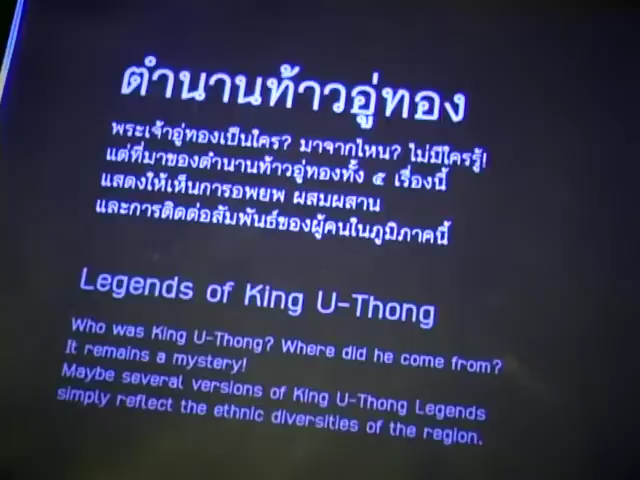 ตำนานท้าวอู่ทอง
พระเจ้าอู่ทองเป็นใคร? มาจากไหน? ไม่มีใครรู้!
แต่ที่มาของตำนานท้าวอู่ทองทั้ง ๕ เรื่องนี้
แสดงให้เห็นการอพยพ ผสมผสาน
และการติดต่อสัมพันธ์ของผู้คนในภูมิภาคนี้
Legends of King U-Thong
Who was King U-Thong? Where did he come from?
It remains a mystery!
Maybe several versions of King U-Thong Legends
simply reflect the ethnic diversities of the region.